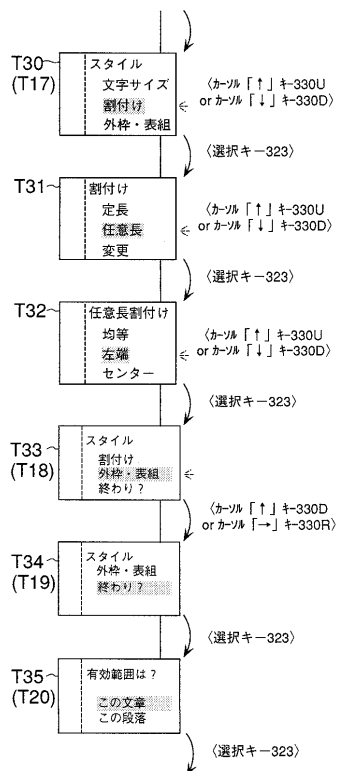 T30
(T17)
スタイル
文字サイズ
割付け
外枠・表組
〈カーソル「↑」キー330U
or カーソル「↓」キー330D〉
〈選択キー323〉
T31
割付け
定長
任意長
変更
〈カーソル「↑」キー330U
or カーソル「↓」キー330D〉
〈選択キー323〉
T32
任意長割付け
均等
左端
センター
〈カーソル「↑」キー330U
or カーソル「↓」キー330D〉
〈選択キー323〉
T33
(T18)
スタイル
割付け
外枠・表組
終わり？
〈カーソル「↑」キー330D
or カーソル「→」キー330R〉
T34
(T19)
スタイル
外枠・表組
終わり？
〈選択キー323〉
T35
(T20)
有効範囲は？
この文章
この段落
〈選択キー323〉